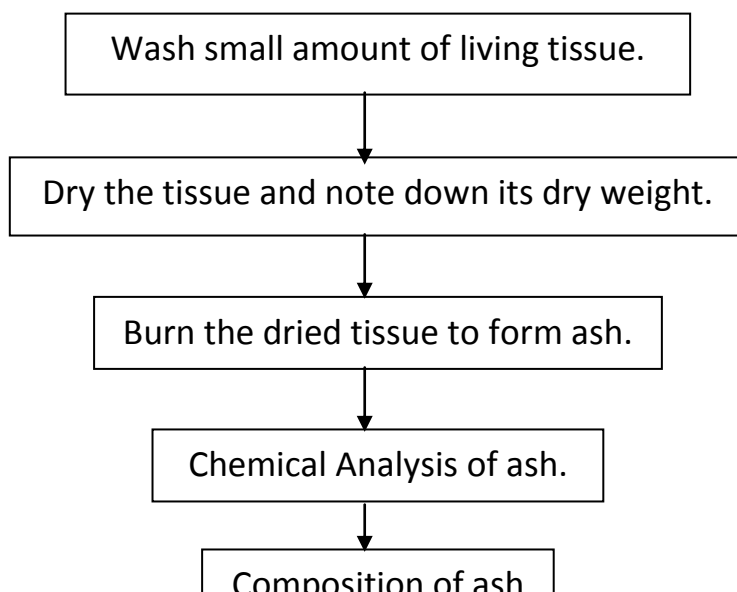 Wash small amount of living tissue.
Dry the tissue and note down its dry weight.
Burn the dried tissue to form ash.
Chemical Analysis of ash.
Composition of ash